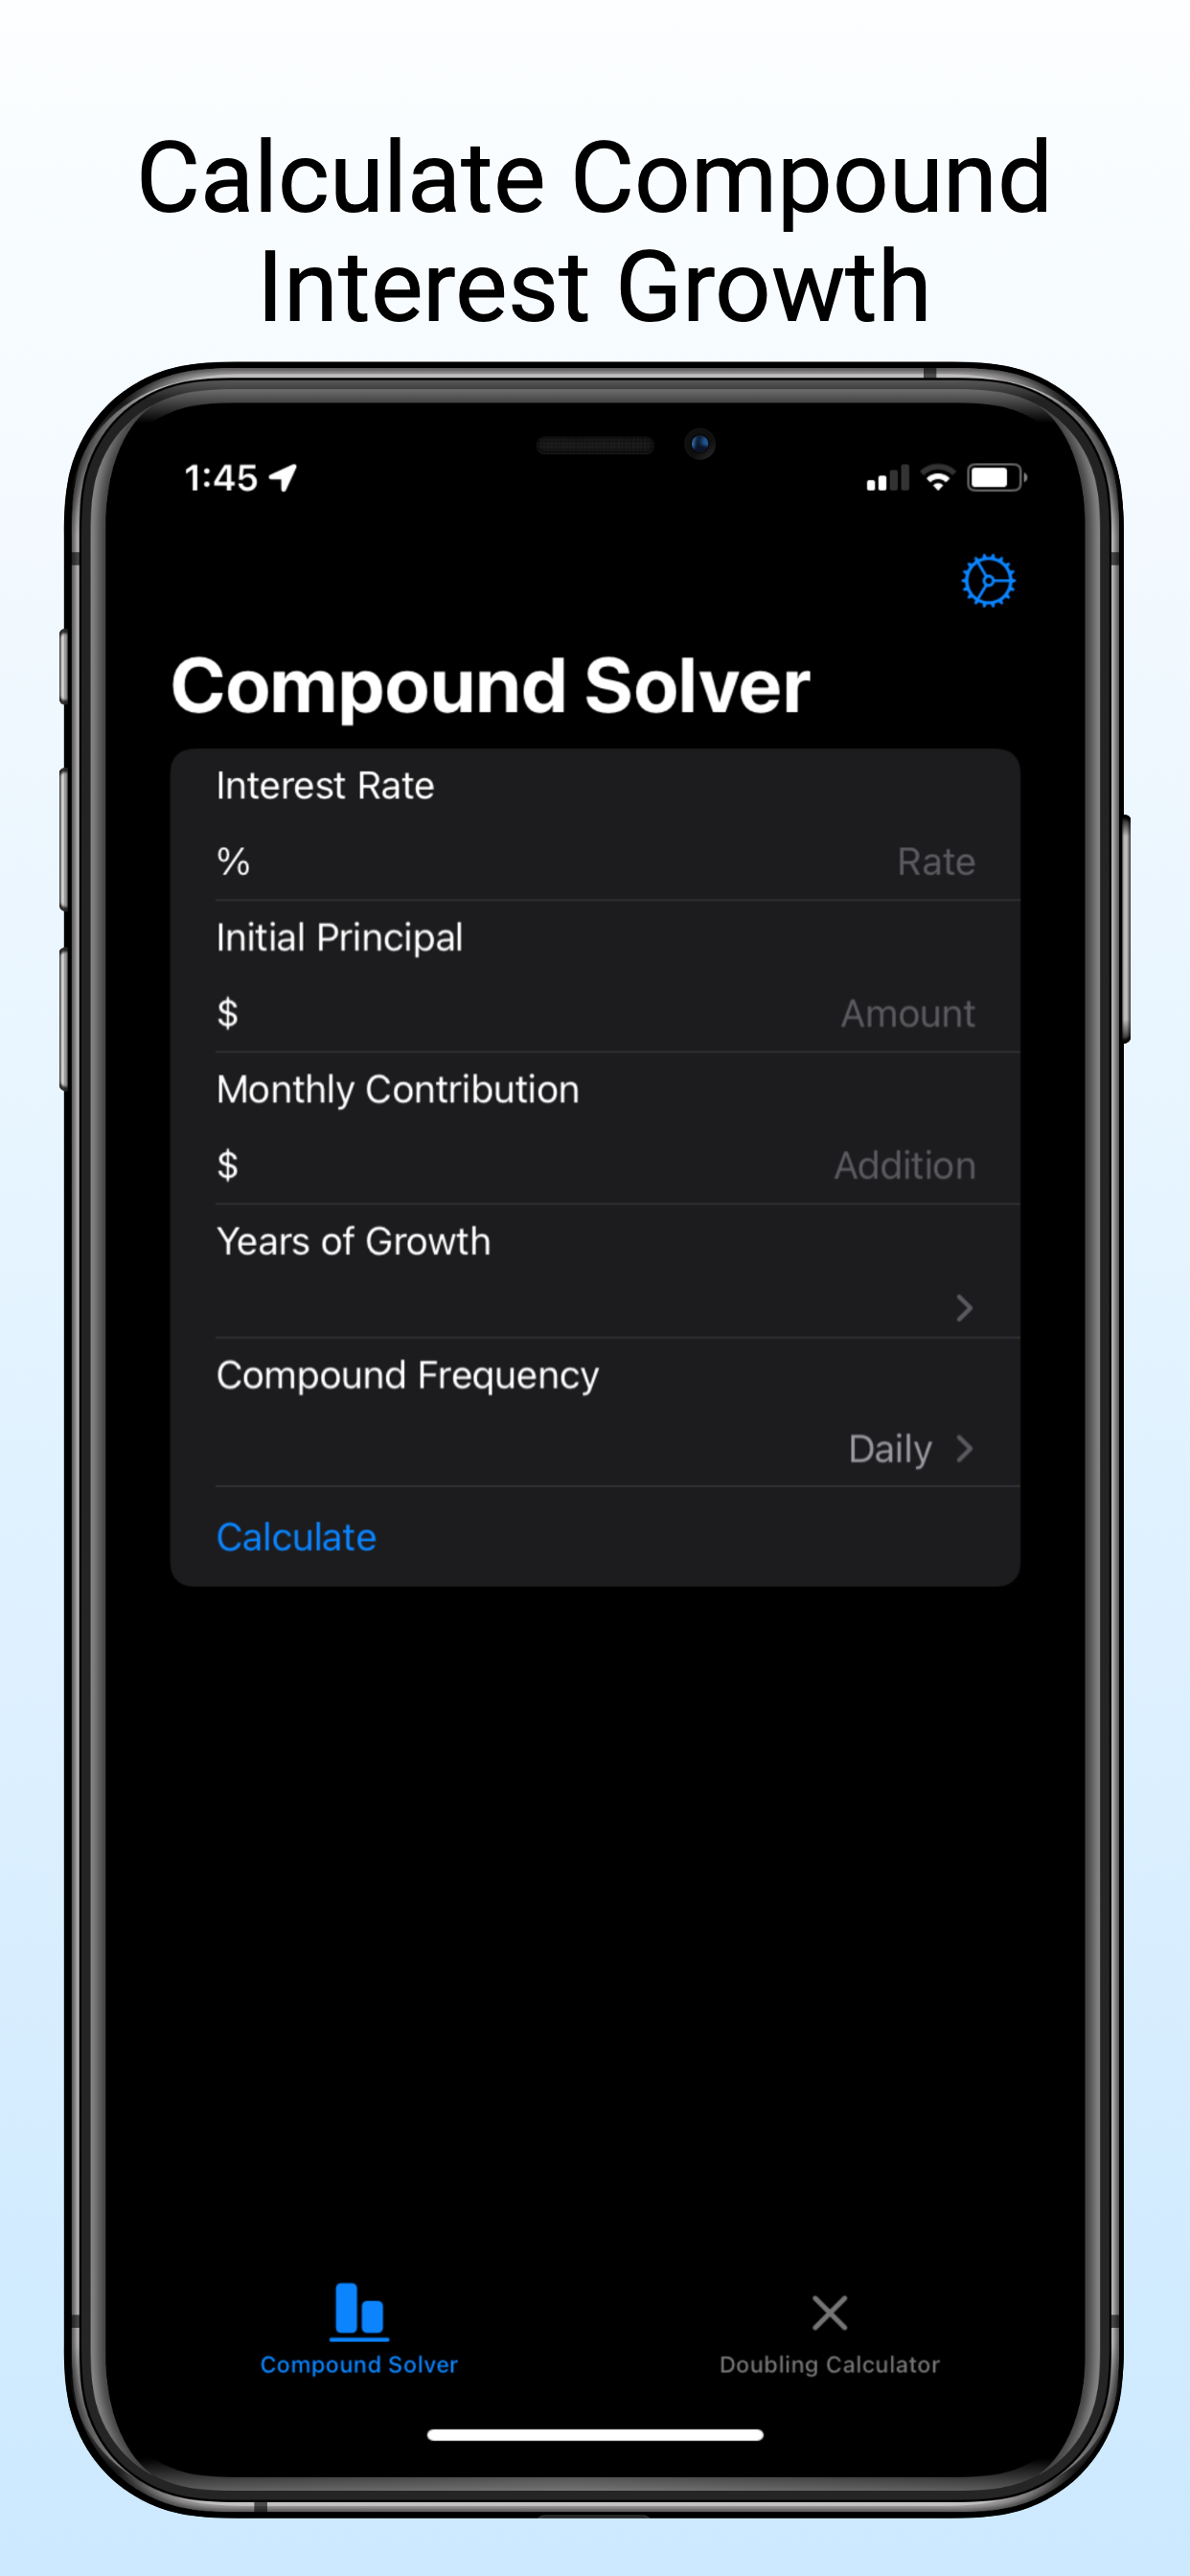 Calculate Compound
Interest Growth
1:45
Compound Solver
Interest Rate
% Rate
Initial Principal
$ Amount
Monthly Contribution
$ Addition
Years of Growth
Compound Frequency
Daily
Calculate
Compound Solver Doubling Calculator